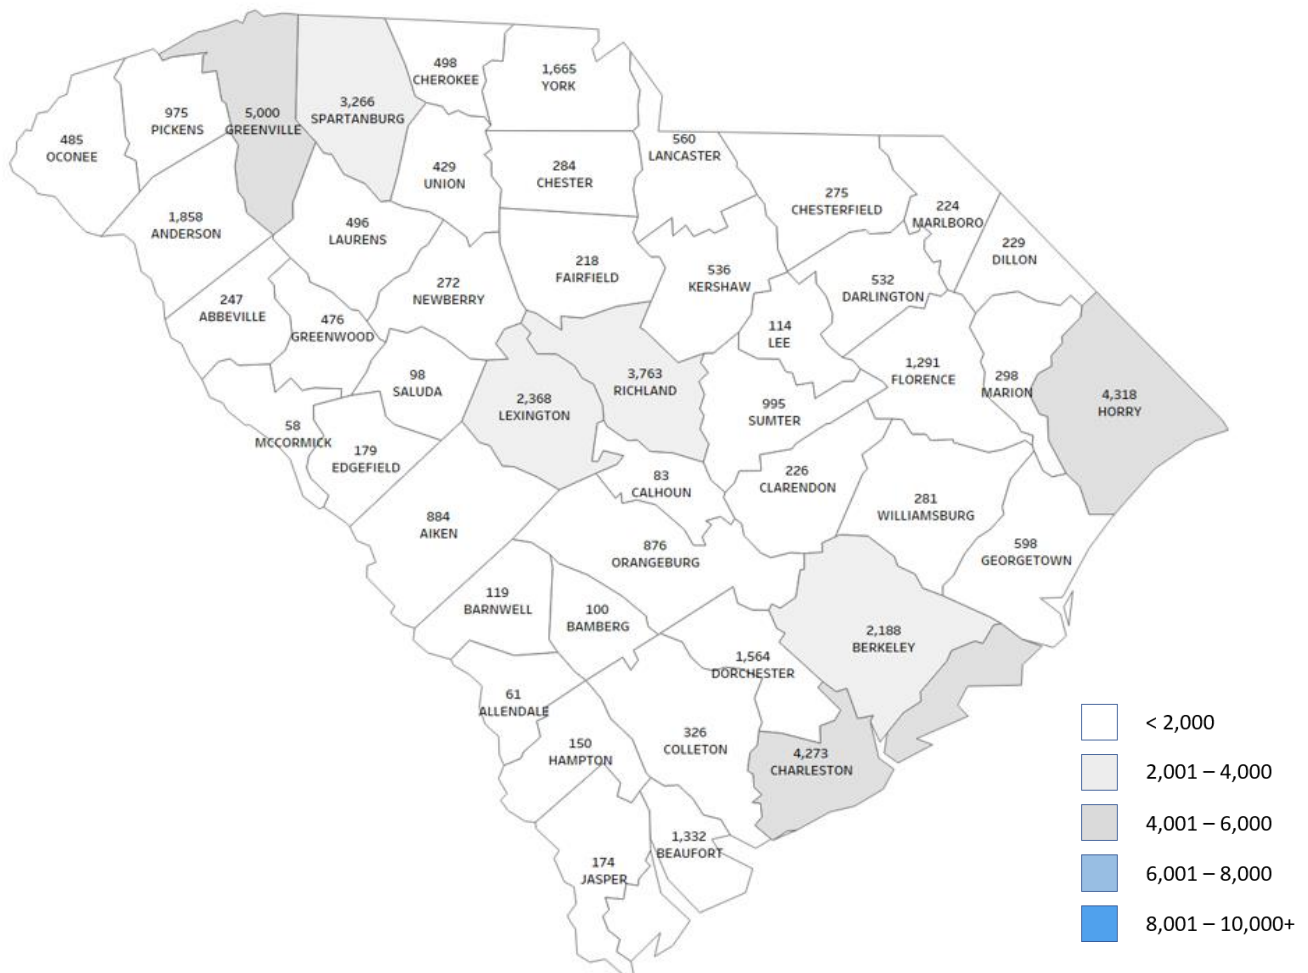 498
CHEROKEE
1,665
YORK
3,266
SPARTANBURG
975
PICKENS
5,000
GREENVILLE
485
OCONEE
560
LANCASTER
429
UNION
284
CHESTER
275
CHESTERFIELD
224
MARLBORO
1,858
ANDERSON
496
LAURENS
229
DILLON
218
FAIRFIELD
536
KERSHAW
272
NEWBERRY
532
DARLINGTON
247
ABBEVILLE
476
GREENWOOD
114
LEE
1,291
FLORENCE
298
MARION
98
SALUDA
3,763
RICHLAND
4,318
HORRY
2,368
LEXINGTON
995
SUMTER
58
MCCORMICK
179
EDGEFIELD
83
CALHOUN
226
CLARENDON
281
WILLIAMSBURG
884
AIKEN
876
ORANGEBURG
598
GEORGETOWN
119
BARNWELL
100
BAMBERG
2,188
BERKELEY
1,564
DORCHESTER
61
ALLENDALE
326
COLLETON
150
HAMPTON
4,273
CHARLESTON
1,332
BEAUFORT
174
JASPER
< 2,000
2,001 – 4,000
4,001 – 6,000
6,001 – 8,000
8,001 – 10,000+